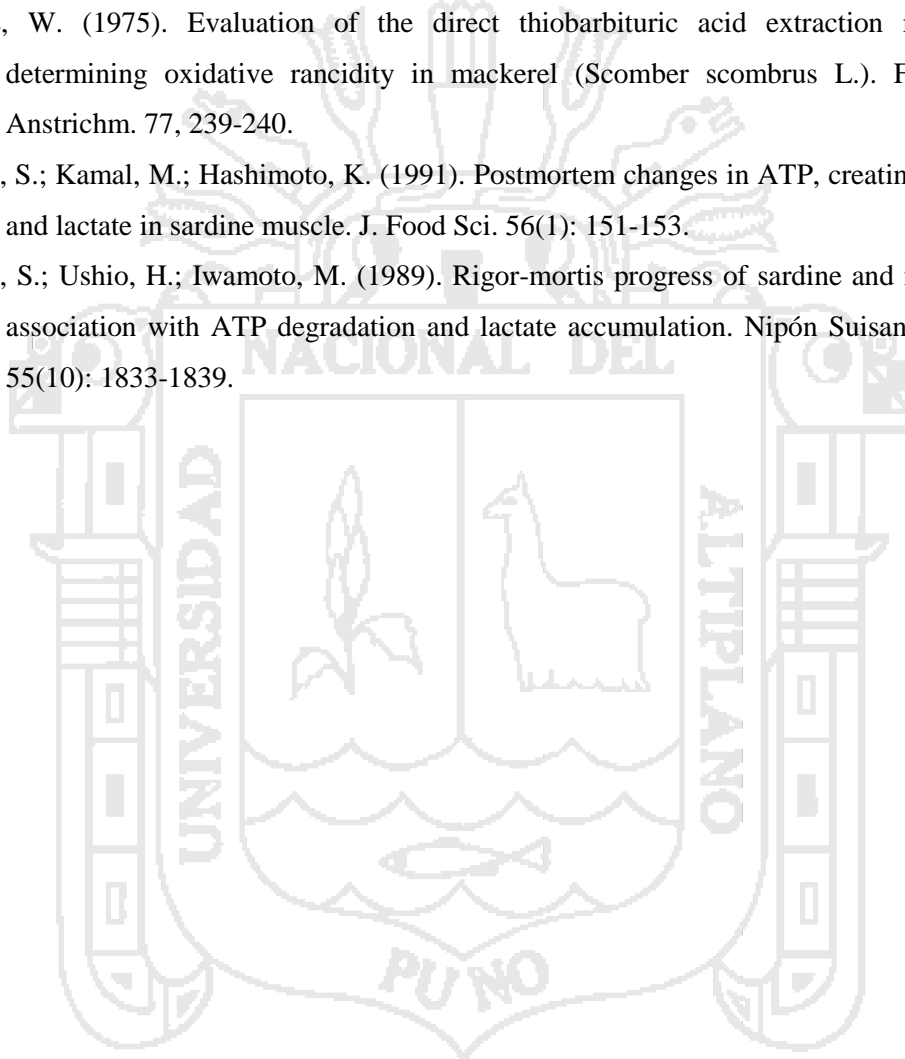 , W. (1975). Evaluation of the direct thiobarbituric acid extraction
determining oxidative rancidity in mackerel (Scomber scombrus L.).
Anstrichm. 77, 239-240.
, S.; Kamal, M.; Hashimoto, K. (1991). Postmortem changes in ATP,
and lactate in sardine muscle. J. Food Sci. 56(1): 151-153.
, S.; Ushio, H.; Iwamoto, M. (1989). Rigor-mortis progress of sardine and
association with ATP degradation and lactate accumulation. Nipón Suisan
55(10): 1833-1839.
NACIONAL DEL
UNIVERSIDAD
ALTIPLANO
PUNO